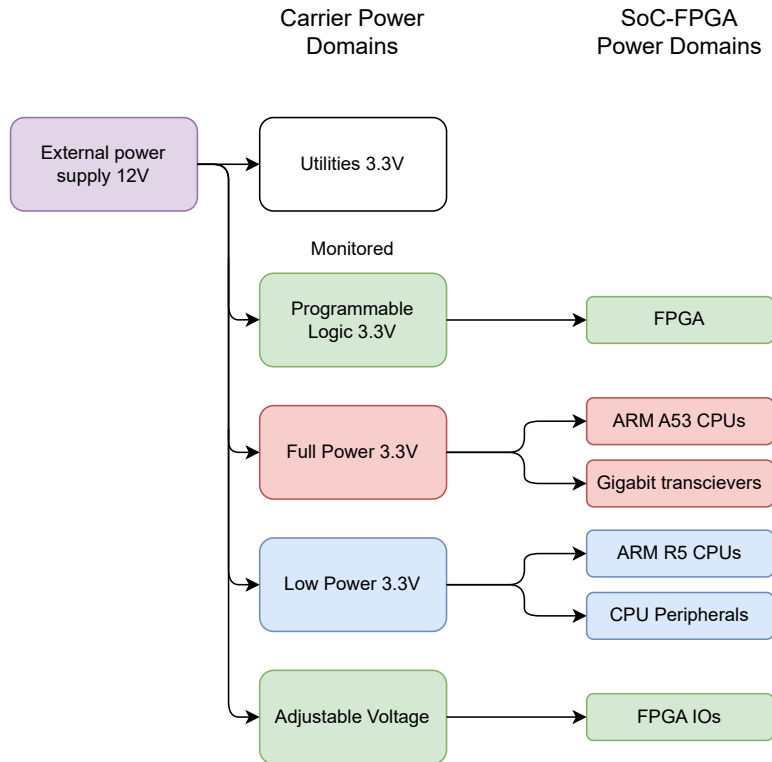 Carrier Power
Domains
SoC-FPGA
Power Domains
External power
supply 12V
Utilities 3.3V
Monitored
Programmable
Logic 3.3V
FPGA
Full Power 3.3V
ARM A53 CPUs
Gigabit transcievers
Low Power 3.3V
ARM R5 CPUs
CPU Peripherals
Adjustable Voltage
FPGA IOs